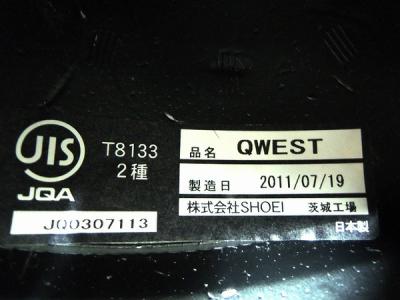 JIS
JQA
JQ0307113
T8133
2種
品名 QWEST
製造日 2011/07/19
株式会社SHOEI 茨城工場
日本製